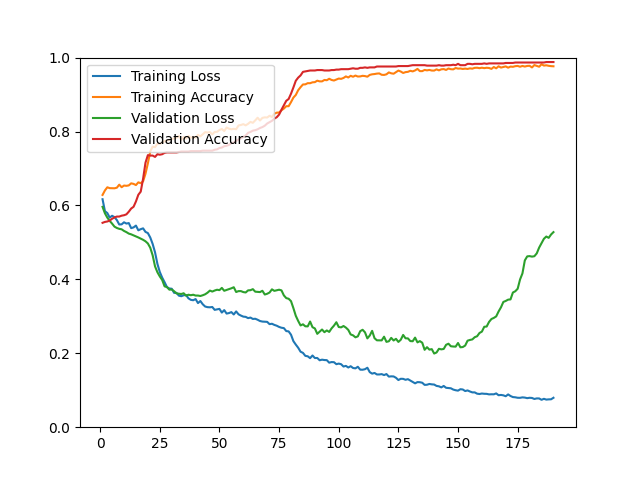 1.0
0.8
0.6
0.4
0.2
0.0
Training Loss
Training Accuracy
Validation Loss
Validation Accuracy
0 25 50 75 100 125 150 175